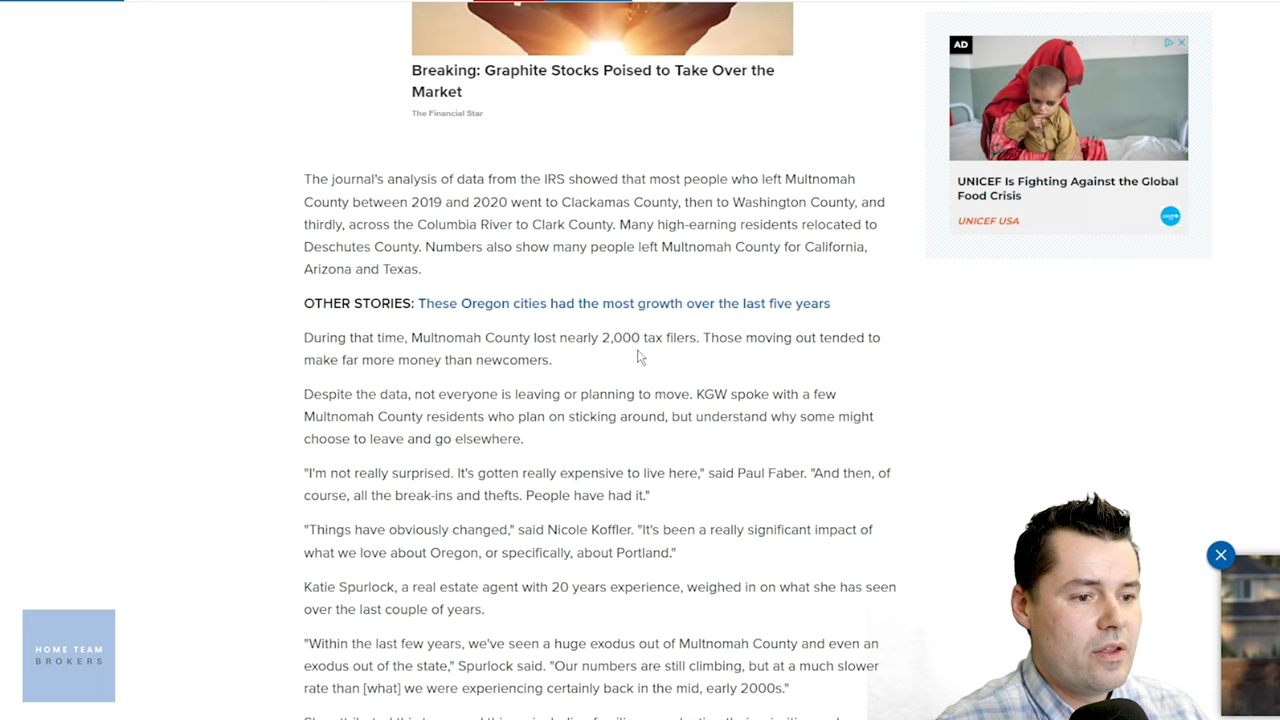 Breaking: Graphite Stocks Poised to Take Over the
Market
The Financial Star
AD
UNICEF Is Fighting Against the Global
Food Crisis
UNICEF USA
The journal's analysis of data from the IRS showed that most people who left Multnomah
County between 2019 and 2020 went to Clackamas County, then to Washington County, and
thirdly, across the Columbia River to Clark County. Many high-earning residents relocated to
Deschutes County. Numbers also show many people left Multnomah County for California,
Arizona and Texas.
OTHER STORIES: These Oregon cities had the most growth over the last five years
During that time, Multnomah County lost nearly 2,000 tax filers. Those moving out tended to
make far more money than newcomers.
Despite the data, not everyone is leaving or planning to move. KGW spoke with a few
Multnomah County residents who plan on sticking around, but understand why some might
choose to leave and go elsewhere.
"I'm not really surprised. It's gotten really expensive to live here," said Paul Faber. "And then, of
course, all the break-ins and thefts. People have had it."
"Things have obviously changed," said Nicole Koffler. "It's been a really significant impact of
what we love about Oregon, or specifically, about Portland."
Katie Spurlock, a real estate agent with 20 years experience, weighed in on what she has seen
over the last couple of years.
"Within the last few years, we've seen a huge exodus out of Multnomah County and even an
exodus out of the state," Spurlock said. "Our numbers are still climbing, but at a much slower
rate than [what] we were experiencing certainly back in the mid, early 2000s."
HOME TEAM
BROKERS